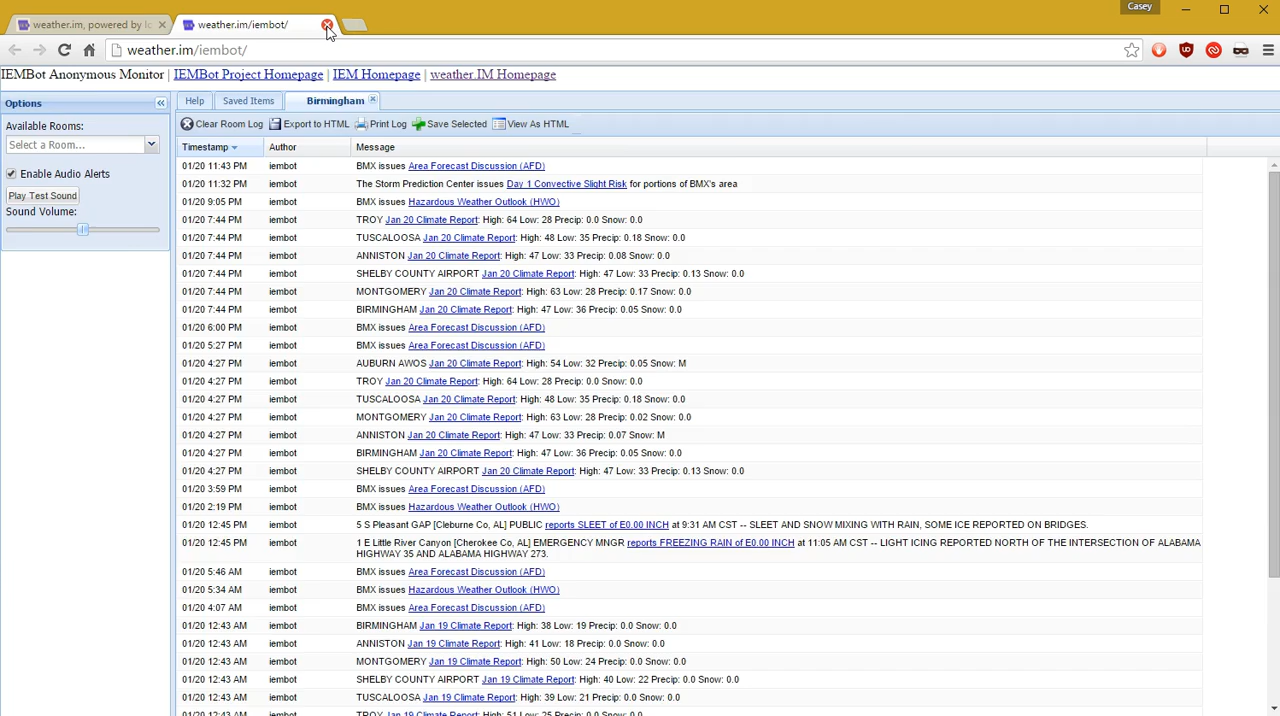 Casey
weather.im, powered by I
weather.im/iembot/
weather.im/iembot/
IEMBot Anonymous Monitor | IEMBot Project Homepage | IEM Homepage | weather IM Homepage
Options
Help Saved Items Birmingham
Available Rooms:
Select a Room...
Enable Audio Alerts
Play Test Sound
Sound Volume:
Clear Room Log Export to HTML Print Log Save Selected View As HTML
Timestamp Author Message
01/20 11:43 PM iembot BMX issues Area Forecast Discussion (AFD)
01/20 11:32 PM iembot The Storm Prediction Center issues Day 1 Convective Slight Risk for portions of BMX's area
01/20 9:05 PM iembot BMX issues Hazardous Weather Outlook (HWO)
01/20 7:44 PM iembot TROY Jan 20 Climate Report: High: 64 Low: 28 Precip: 0.0 Snow: 0.0
01/20 7:44 PM iembot TUSCALOOSA Jan 20 Climate Report: High: 48 Low: 35 Precip: 0.18 Snow: 0.0
01/20 7:44 PM iembot ANNISTON Jan 20 Climate Report: High: 47 Low: 33 Precip: 0.08 Snow: 0.0
01/20 7:44 PM iembot SHELBY COUNTY AIRPORT Jan 20 Climate Report: High: 47 Low: 33 Precip: 0.13 Snow: 0.0
01/20 7:44 PM iembot MONTGOMERY Jan 20 Climate Report: High: 63 Low: 28 Precip: 0.17 Snow: 0.0
01/20 7:44 PM iembot BIRMINGHAM Jan 20 Climate Report: High: 47 Low: 36 Precip: 0.05 Snow: 0.0
01/20 6:00 PM iembot BMX issues Area Forecast Discussion (AFD)
01/20 5:27 PM iembot BMX issues Area Forecast Discussion (AFD)
01/20 4:27 PM iembot AUBURN AWOS Jan 20 Climate Report: High: 54 Low: 32 Precip: 0.05 Snow: M
01/20 4:27 PM iembot TROY Jan 20 Climate Report: High: 64 Low: 28 Precip: 0.0 Snow: 0.0
01/20 4:27 PM iembot TUSCALOOSA Jan 20 Climate Report: High: 48 Low: 35 Precip: 0.18 Snow: 0.0
01/20 4:27 PM iembot MONTGOMERY Jan 20 Climate Report: High: 63 Low: 28 Precip: 0.02 Snow: 0.0
01/20 4:27 PM iembot ANNISTON Jan 20 Climate Report: High: 47 Low: 33 Precip: 0.07 Snow: M
01/20 4:27 PM iembot BIRMINGHAM Jan 20 Climate Report: High: 47 Low: 36 Precip: 0.05 Snow: 0.0
01/20 4:27 PM iembot SHELBY COUNTY AIRPORT Jan 20 Climate Report: High: 47 Low: 33 Precip: 0.13 Snow: 0.0
01/20 3:59 PM iembot BMX issues Area Forecast Discussion (AFD)
01/20 2:19 PM iembot BMX issues Hazardous Weather Outlook (HWO)
01/20 12:45 PM iembot 5 S Pleasant GAP [Cleburne Co, AL] PUBLIC reports SLEET of E0.00 INCH at 9:31 AM CST -- SLEET AND SNOW MIXING WITH RAIN, SOME ICE REPORTED ON BRIDGES.
01/20 12:45 PM iembot 1 E Little River Canyon [Cherokee Co, AL] EMERGENCY MNGR reports FREEZING RAIN of E0.00 INCH at 11:05 AM CST -- LIGHT ICING REPORTED NORTH OF THE INTERSECTION OF ALABAMA
HIGHWAY 35 AND ALABAMA HIGHWAY 273.
01/20 5:46 AM iembot BMX issues Area Forecast Discussion (AFD)
01/20 5:34 AM iembot BMX issues Hazardous Weather Outlook (HWO)
01/20 4:07 AM iembot BMX issues Area Forecast Discussion (AFD)
01/20 12:43 AM iembot BIRMINGHAM Jan 19 Climate Report: High: 38 Low: 19 Precip: 0.0 Snow: 0.0
01/20 12:43 AM iembot ANNISTON Jan 19 Climate Report: High: 41 Low: 18 Precip: 0.0 Snow: 0.0
01/20 12:43 AM iembot MONTGOMERY Jan 19 Climate Report: High: 50 Low: 24 Precip: 0.0 Snow: 0.0
01/20 12:43 AM iembot SHELBY COUNTY AIRPORT Jan 19 Climate Report: High: 40 Low: 22 Precip: 0.0 Snow: 0.0
01/20 12:43 AM iembot TUSCALOOSA Jan 19 Climate Report: High: 39 Low: 21 Precip: 0.0 Snow: 0.0
01/20 12:43 AM iembot TROY Jan 19 Climate Report: High: 51 Low: 25 Precip: 0.0 Snow: 0.0